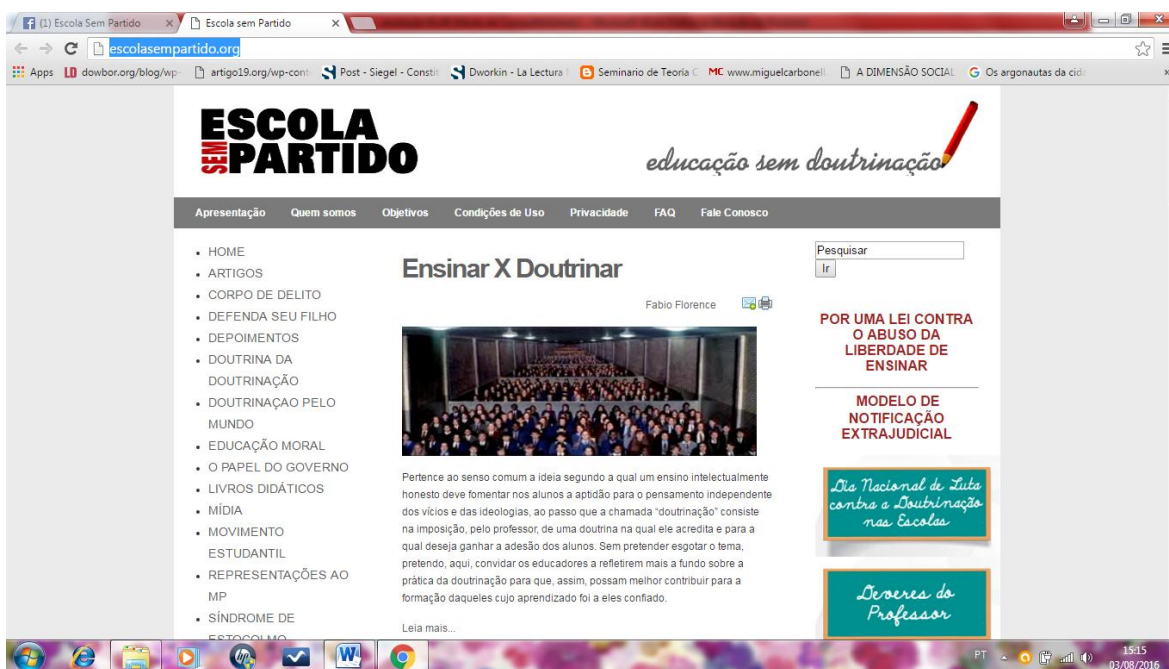 (1) Escola Sem Partido
Escola sem Partido
escolasempartido.org
Apps
LD dowbor.org/blog/wp-
artigo19.org/wp-cont
Post - Siegel - Constit
Dworkin - La Lectura
Seminario de Teoría C
MC www.miguelcarbonell
A DIMENSÃO SOCIAL
G Os argonautas da cid
ESCOLA
SEM PARTIDO
educação sem doutrinação
Apresentação Quem somos Objetivos Condições de Uso Privacidade FAQ Fale Conosco
HOME
ARTIGOS
CORPO DE DELITO
DEFENDA SEU FILHO
DEPOIMENTOS
DOUTRINA DA
DOUTRINAÇÃO
DOUTRINAÇAO PELO
MUNDO
EDUCAÇÃO MORAL
O PAPEL DO GOVERNO
LIVROS DIDÁTICOS
MÍDIA
MOVIMENTO
ESTUDANTIL
REPRESENTAÇÕES AO
MP
SÍNDROME DE
ESTOCOLMO
Ensinar X Doutrinar
Fabio Florence
Pertence ao senso comum a ideia segundo a qual um ensino intelectualmente
honesto deve fomentar nos alunos a aptidão para o pensamento independente
dos vícios e das ideologias, ao passo que a chamada “doutrinação” consiste
na imposição, pelo professor, de uma doutrina na qual ele acredita e para a
qual deseja ganhar a adesão dos alunos. Sem pretender esgotar o tema,
pretendo, aqui, convidar os educadores a refletirem mais a fundo sobre a
prática da doutrinação para que, assim, possam melhor contribuir para a
formação daqueles cujo aprendizado foi a eles confiado.
Leia mais...
Pesquisar
Ir
POR UMA LEI CONTRA
O ABUSO DA
LIBERDADE DE
ENSINAR
MODELO DE
NOTIFICAÇÃO
EXTRAJUDICIAL
Dia Nacional de Luta
contra a Doutrinação
nas Escolas
Deveres do
Professor
PT
15:15
03/08/2016